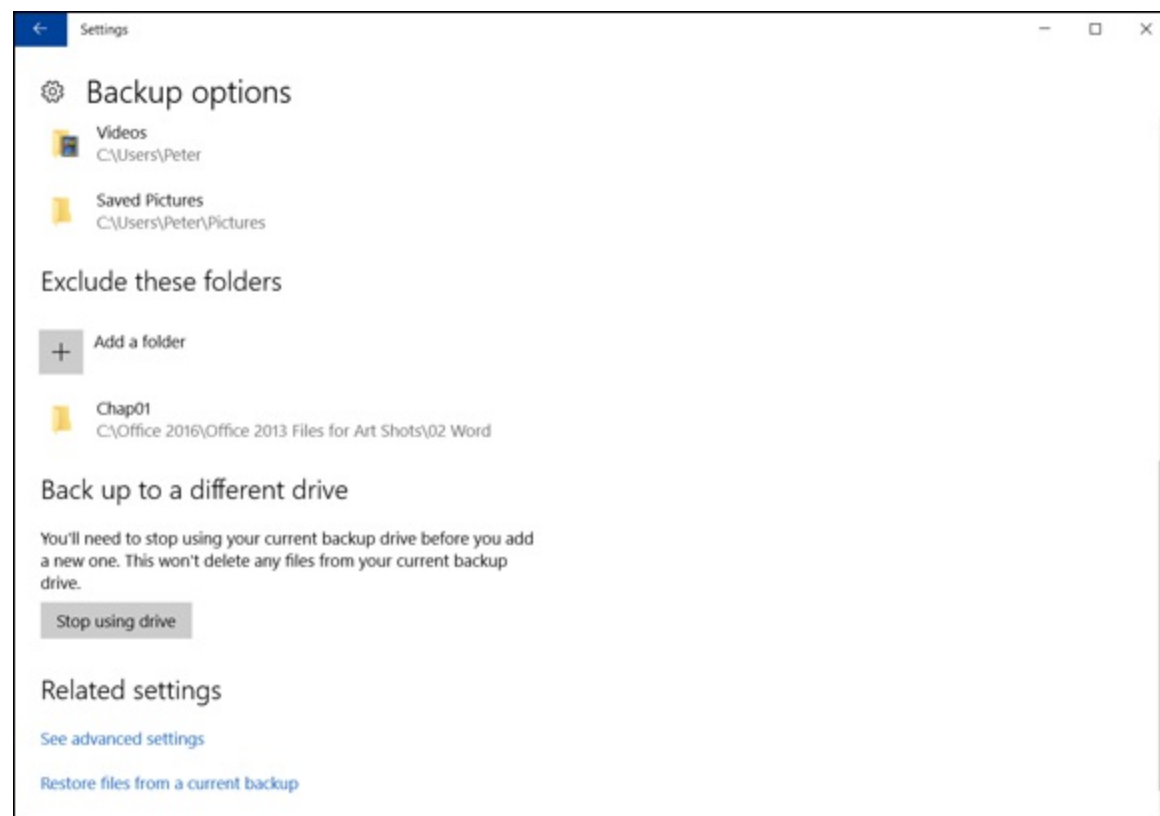 Settings
Backup options
Videos
C:\Users\Peter
Saved Pictures
C:\Users\Peter\Pictures
Exclude these folders
Add a folder
Chap01
C:\Office 2016\Office 2013 Files for Art Shots\02 Word
Back up to a different drive
You'll need to stop using your current backup drive before you add
a new one. This won't delete any files from your current backup
drive.
Stop using drive
Related settings
See advanced settings
Restore files from a current backup